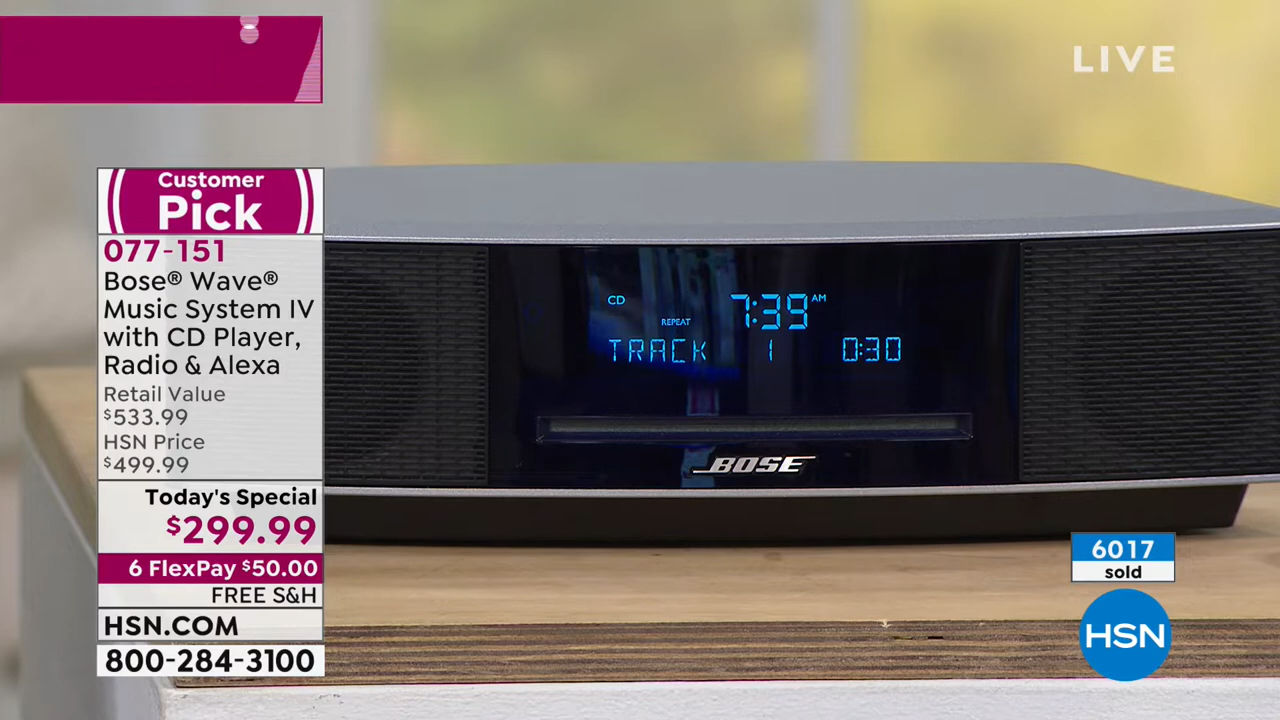 LIVE
Customer
Pick
077-151
Bose® Wave®
Music System IV
with CD Player,
Radio & Alexa
Retail Value
$533.99
HSN Price
$499.99
Today's Special
$299.99
6 FlexPay $50.00
FREE S&H
HSN.COM
800-284-3100
CD
7:39 AM
REPEAT
TRACK 1 0:30
BOSE
6017
sold
HSN